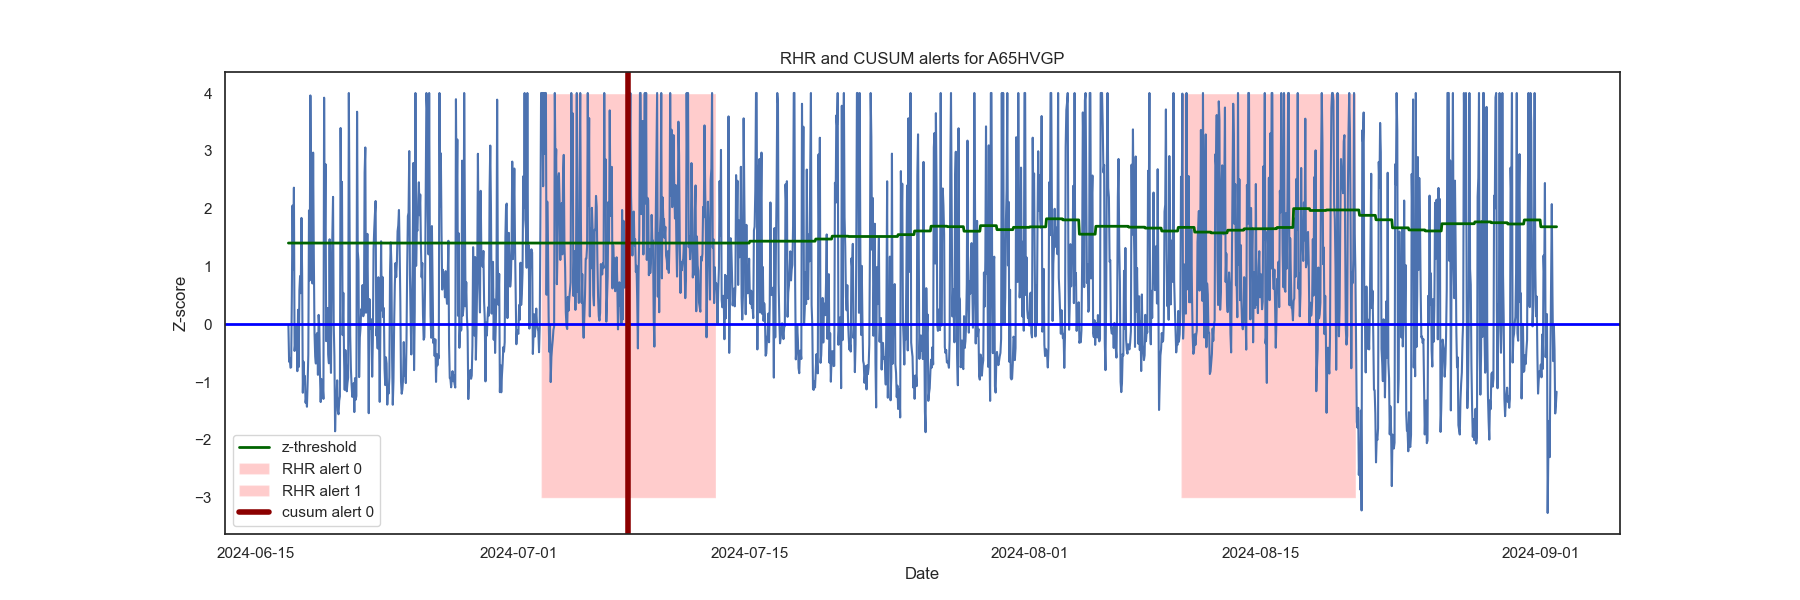 RHR and CUSUM alerts for A65HVGP
4
3
2
1
0
−1
−2
−3
Z-score
z-threshold
RHR alert 0
RHR alert 1
cusum alert 0
2024-06-15
2024-07-01
2024-07-15
2024-08-01
2024-08-15
2024-09-01
Date